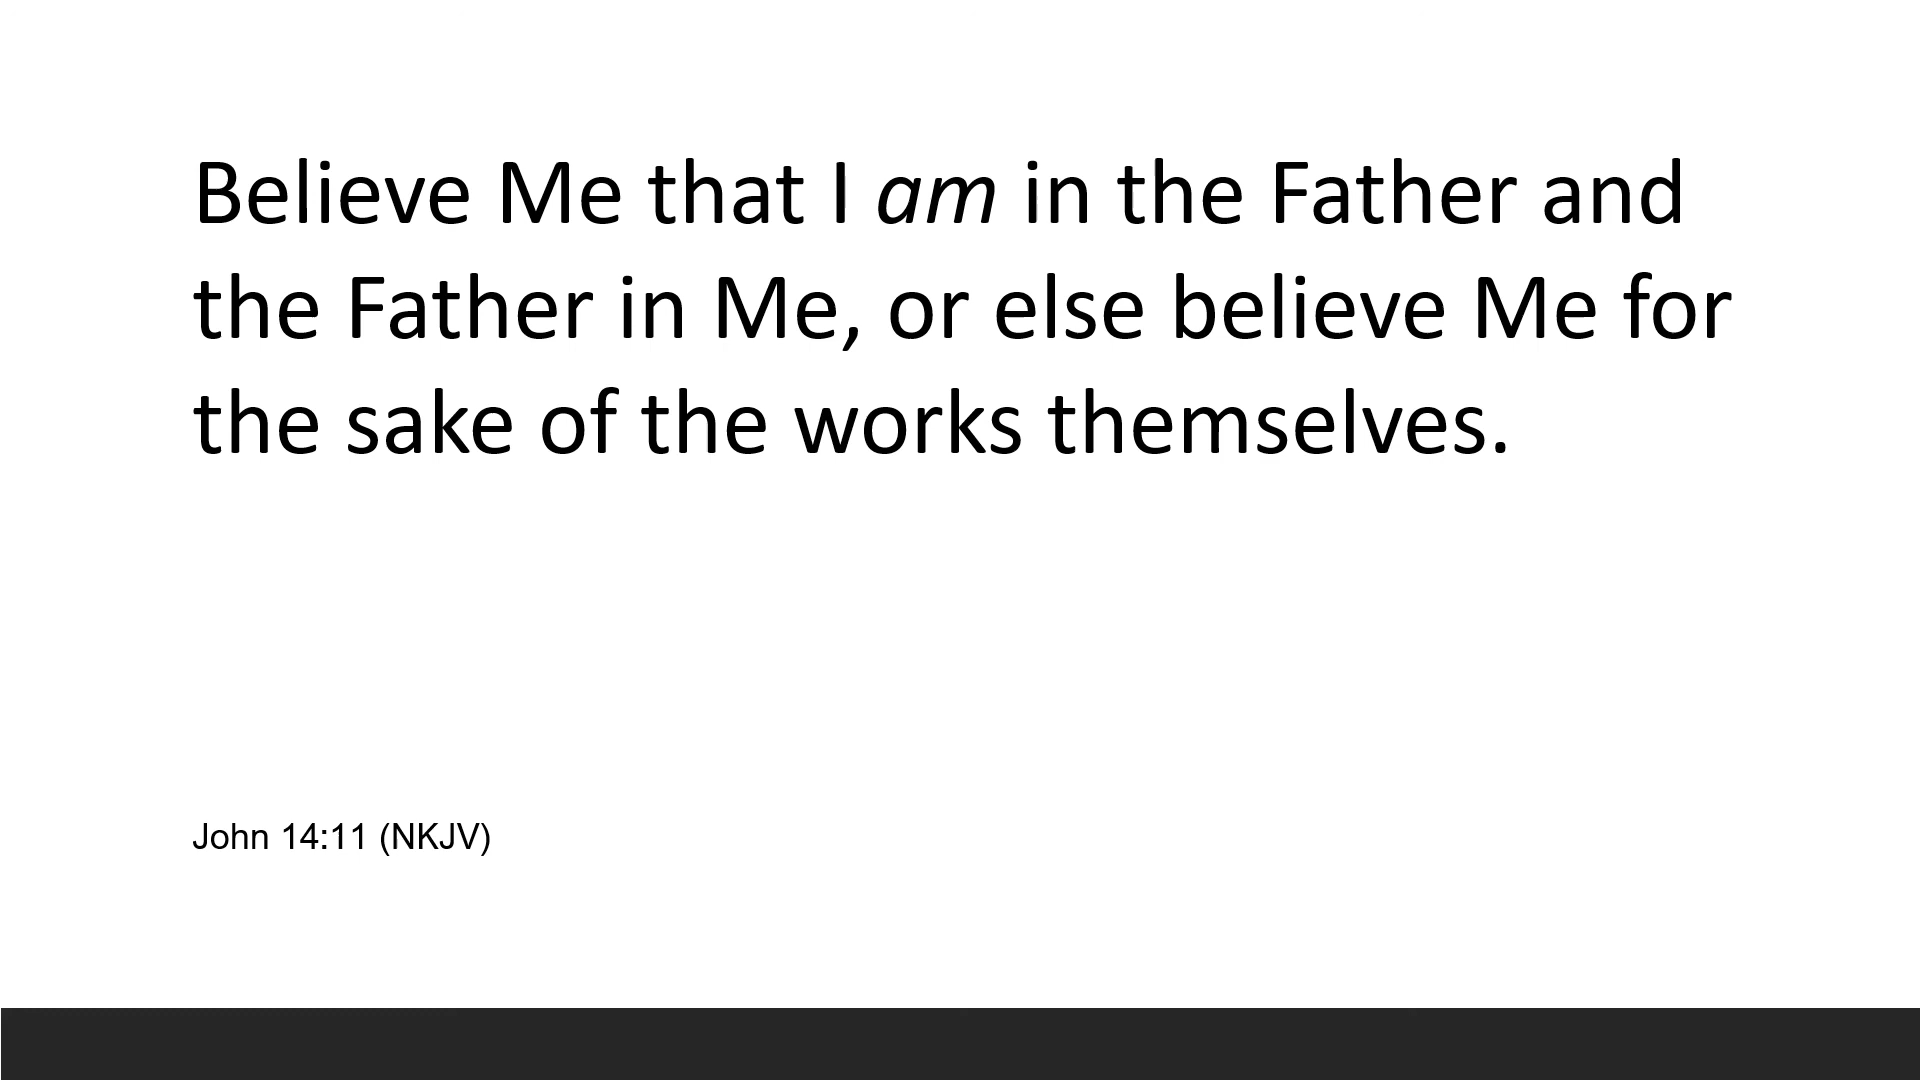 Believe Me that I am in the Father and
the Father in Me, or else believe Me for
the sake of the works themselves.
John 14:11 (NKJV)